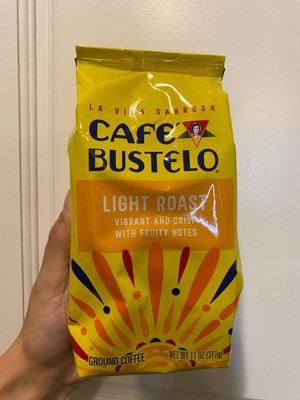 LA VIDA SABROSA
CAFÉ
BUSTELO®
LIGHT ROAST
VIBRANT AND CRISP
WITH FRUITY NOTES
GROUND COFFEE
NET WT 11 OZ (311g)